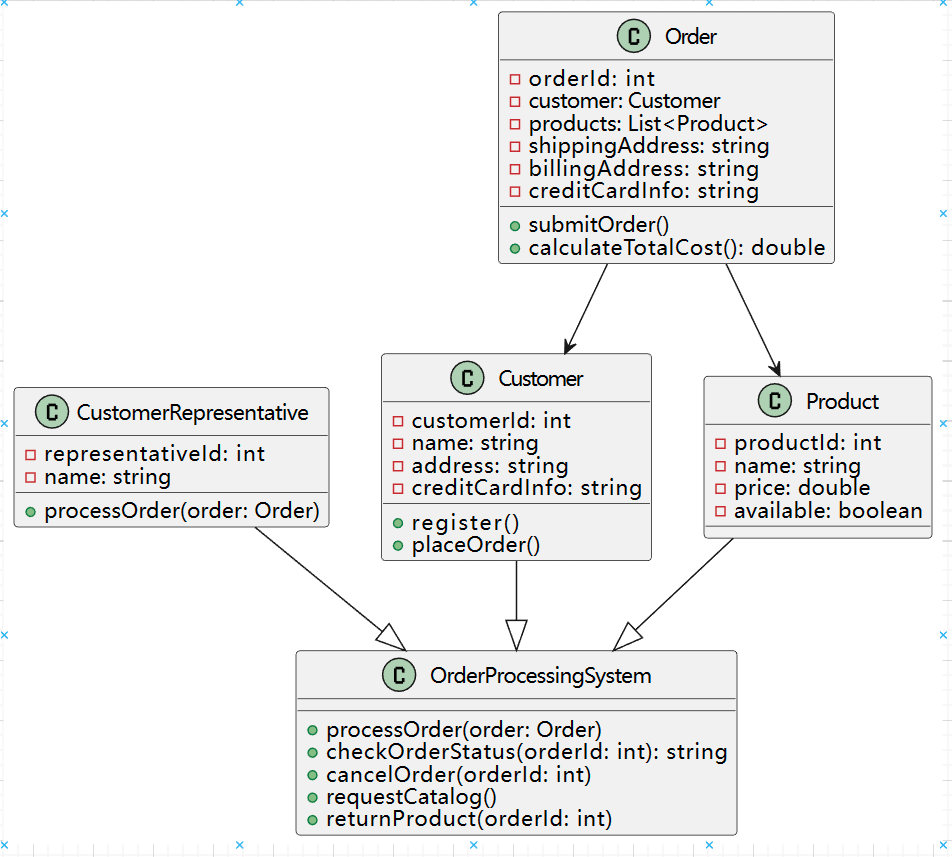 C Order
orderId: int
customer: Customer
products: List<Product>
shippingAddress: string
billingAddress: string
creditCardInfo: string
submitOrder()
calculateTotalCost(): double
C CustomerRepresentative
representativeId: int
name: string
processOrder(order: Order)
C Customer
customerId: int
name: string
address: string
creditCardInfo: string
register()
placeOrder()
C Product
productId: int
name: string
price: double
available: boolean
C OrderProcessingSystem
processOrder(order: Order)
checkOrderStatus(orderId: int): string
cancelOrder(orderId: int)
requestCatalog()
returnProduct(orderId: int)